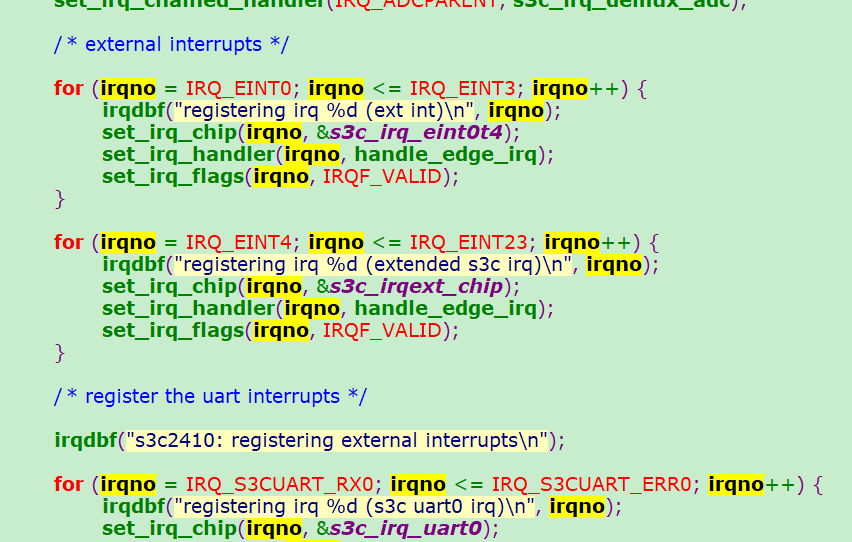 set_irq_chained_handler(IRQ_ADCPARENT, s3c_irq_demux_adc);
/* external interrupts */
for (irqno = IRQ_EINT0; irqno <= IRQ_EINT3; irqno++) {
irqdbf("registering irq %d (ext int)\n", irqno);
set_irq_chip(irqno, &s3c_irq_eint0t4);
set_irq_handler(irqno, handle_edge_irq);
set_irq_flags(irqno, IRQF_VALID);
}
for (irqno = IRQ_EINT4; irqno <= IRQ_EINT23; irqno++) {
irqdbf("registering irq %d (extended s3c irq)\n", irqno);
set_irq_chip(irqno, &s3c_irqext_chip);
set_irq_handler(irqno, handle_edge_irq);
set_irq_flags(irqno, IRQF_VALID);
}
/* register the uart interrupts */
irqdbf("s3c2410: registering external interrupts\n");
for (irqno = IRQ_S3CUART_RX0; irqno <= IRQ_S3CUART_ERR0; irqno++) {
irqdbf("registering irq %d (s3c uart0 irq)\n", irqno);
set_irq_chip(irqno, &s3c_irq_uart0);